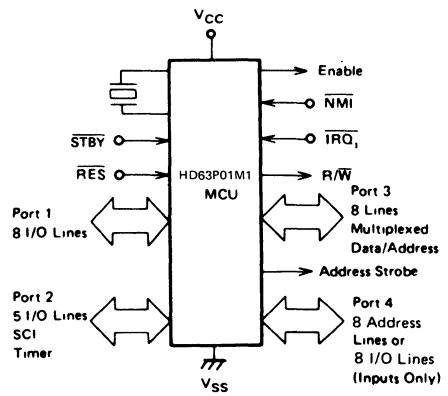 VCC
Enable
NMI
STBY
IRQ1
RES
HD63P01M1
MCU
R/W
Port 3
8 Lines
Multiplexed
Data/Address
Port 1
8 I/O Lines
Address Strobe
Port 2
5 I/O Lines
SCI
Timer
Port 4
8 Address
Lines or
8 I/O Lines
(Inputs Only)
VSS